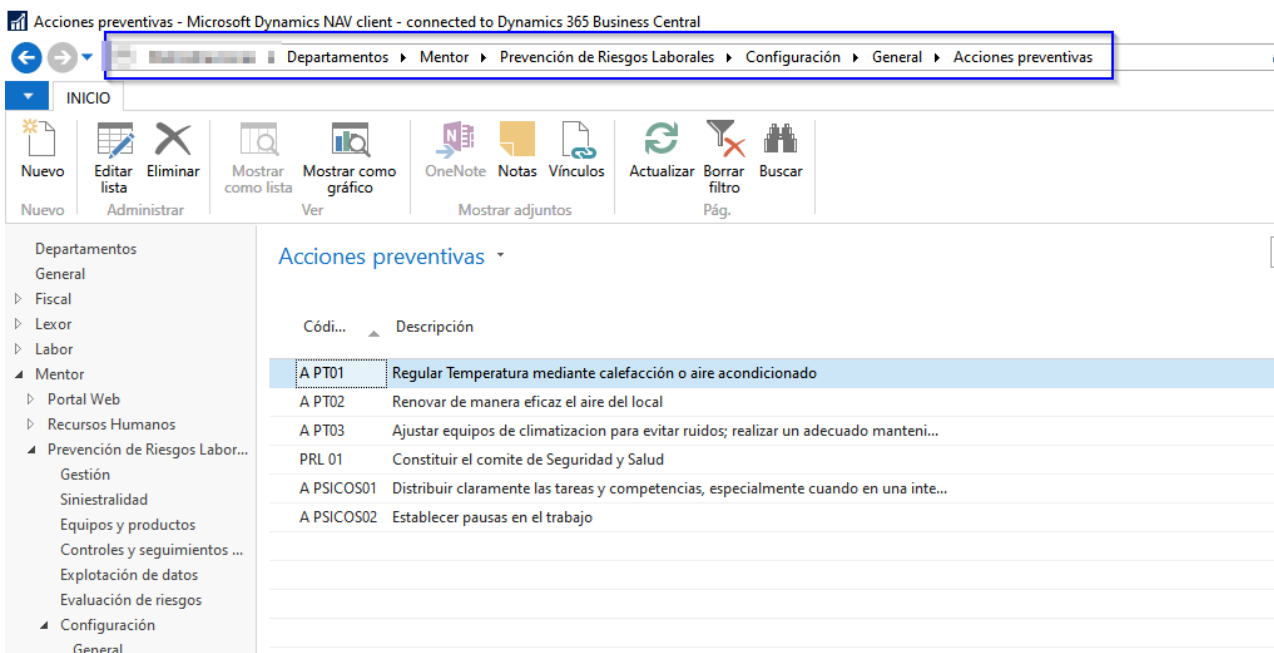 Acciones preventivas - Microsoft Dynamics NAV client - connected to Dynamics 365 Business Central
Departamentos Mentor Prevención de Riesgos Laborales Configuración General Acciones preventivas
INICIO
Nuevo Editar lista Eliminar Mostrar como lista Mostrar como gráfico OneNote Notas Vínculos Actualizar Borrar filtro Buscar
Nuevo Administrar Ver Mostrar adjuntos Pág.
Departamentos
General
Fiscal
Lexor
Labor
Mentor
Portal Web
Recursos Humanos
Prevención de Riesgos Labor...
Gestión
Siniestralidad
Equipos y productos
Controles y seguimientos ...
Explotación de datos
Evaluación de riesgos
Configuración
General
Acciones preventivas
Códi... Descripción
A PT01 Regular Temperatura mediante calefacción o aire acondicionado
A PT02 Renovar de manera eficaz el aire del local
A PT03 Ajustar equipos de climatizacion para evitar ruidos; realizar un adecuado manteni...
PRL 01 Constituir el comite de Seguridad y Salud
A PSICOS01 Distribuir claramente las tareas y competencias, especialmente cuando en una inte...
A PSICOS02 Establecer pausas en el trabajo